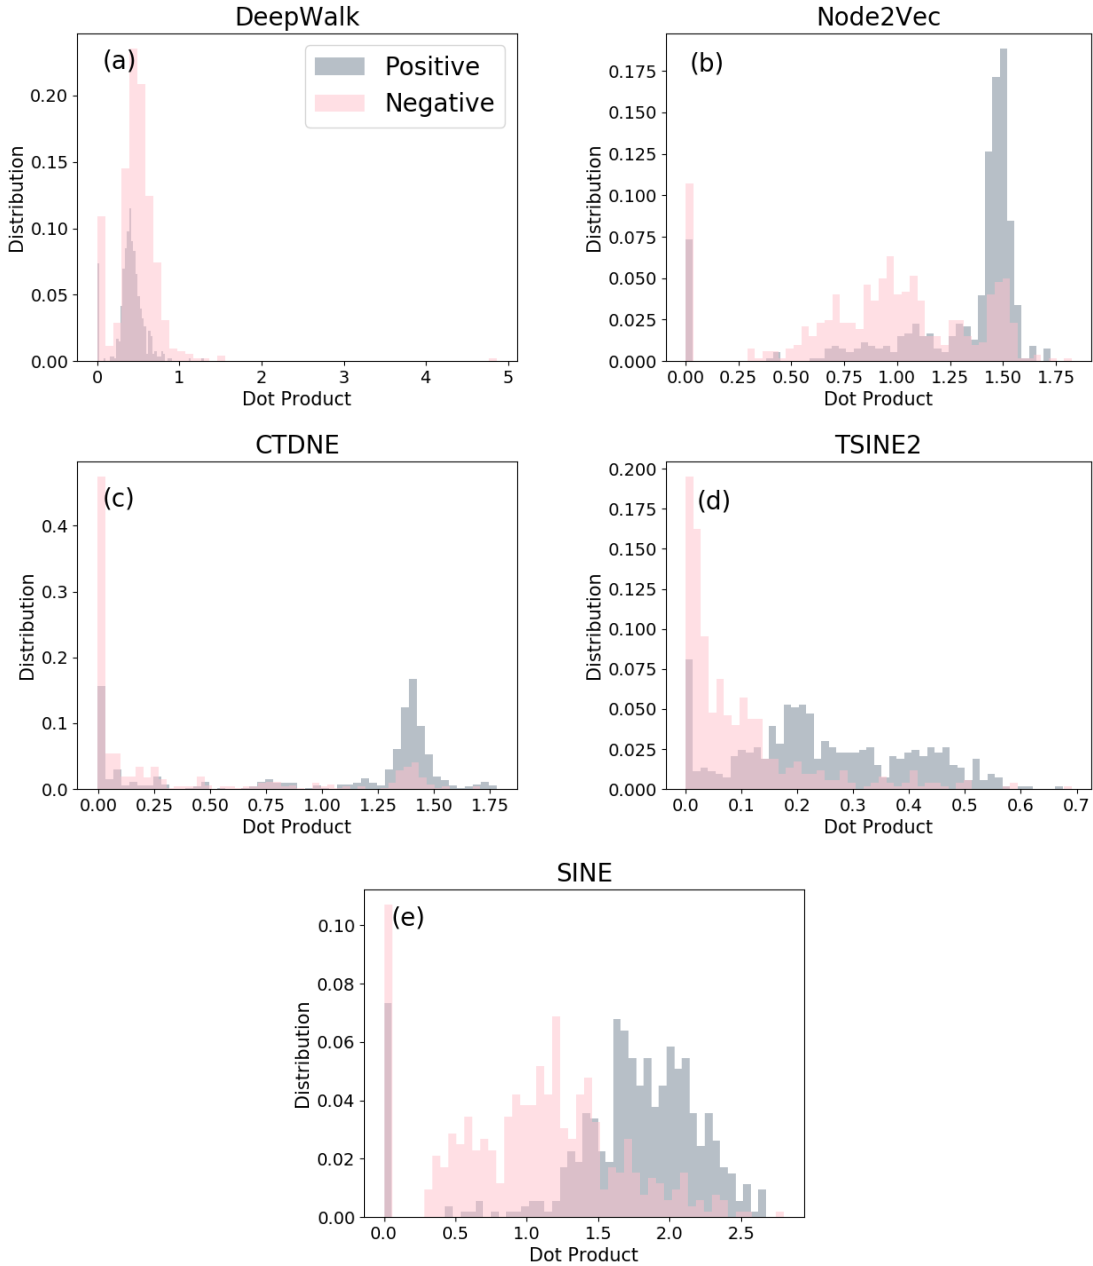 DeepWalk
(a)
Positive
Negative
0.20
0.15
0.10
0.05
0.00
Distribution
0 1 2 3 4 5
Dot Product
Node2Vec
(b)
0.175
0.150
0.125
0.100
0.075
0.050
0.025
0.000
Distribution
0.00 0.25 0.50 0.75 1.00 1.25 1.50 1.75
Dot Product
CTDNE
(c)
0.4
0.3
0.2
0.1
0.0
Distribution
0.00 0.25 0.50 0.75 1.00 1.25 1.50 1.75
Dot Product
TSINE2
(d)
0.200
0.175
0.150
0.125
0.100
0.075
0.050
0.025
0.000
Distribution
0.0 0.1 0.2 0.3 0.4 0.5 0.6 0.7
Dot Product
SINE
(e)
0.10
0.08
0.06
0.04
0.02
0.00
Distribution
0.0 0.5 1.0 1.5 2.0 2.5
Dot Product